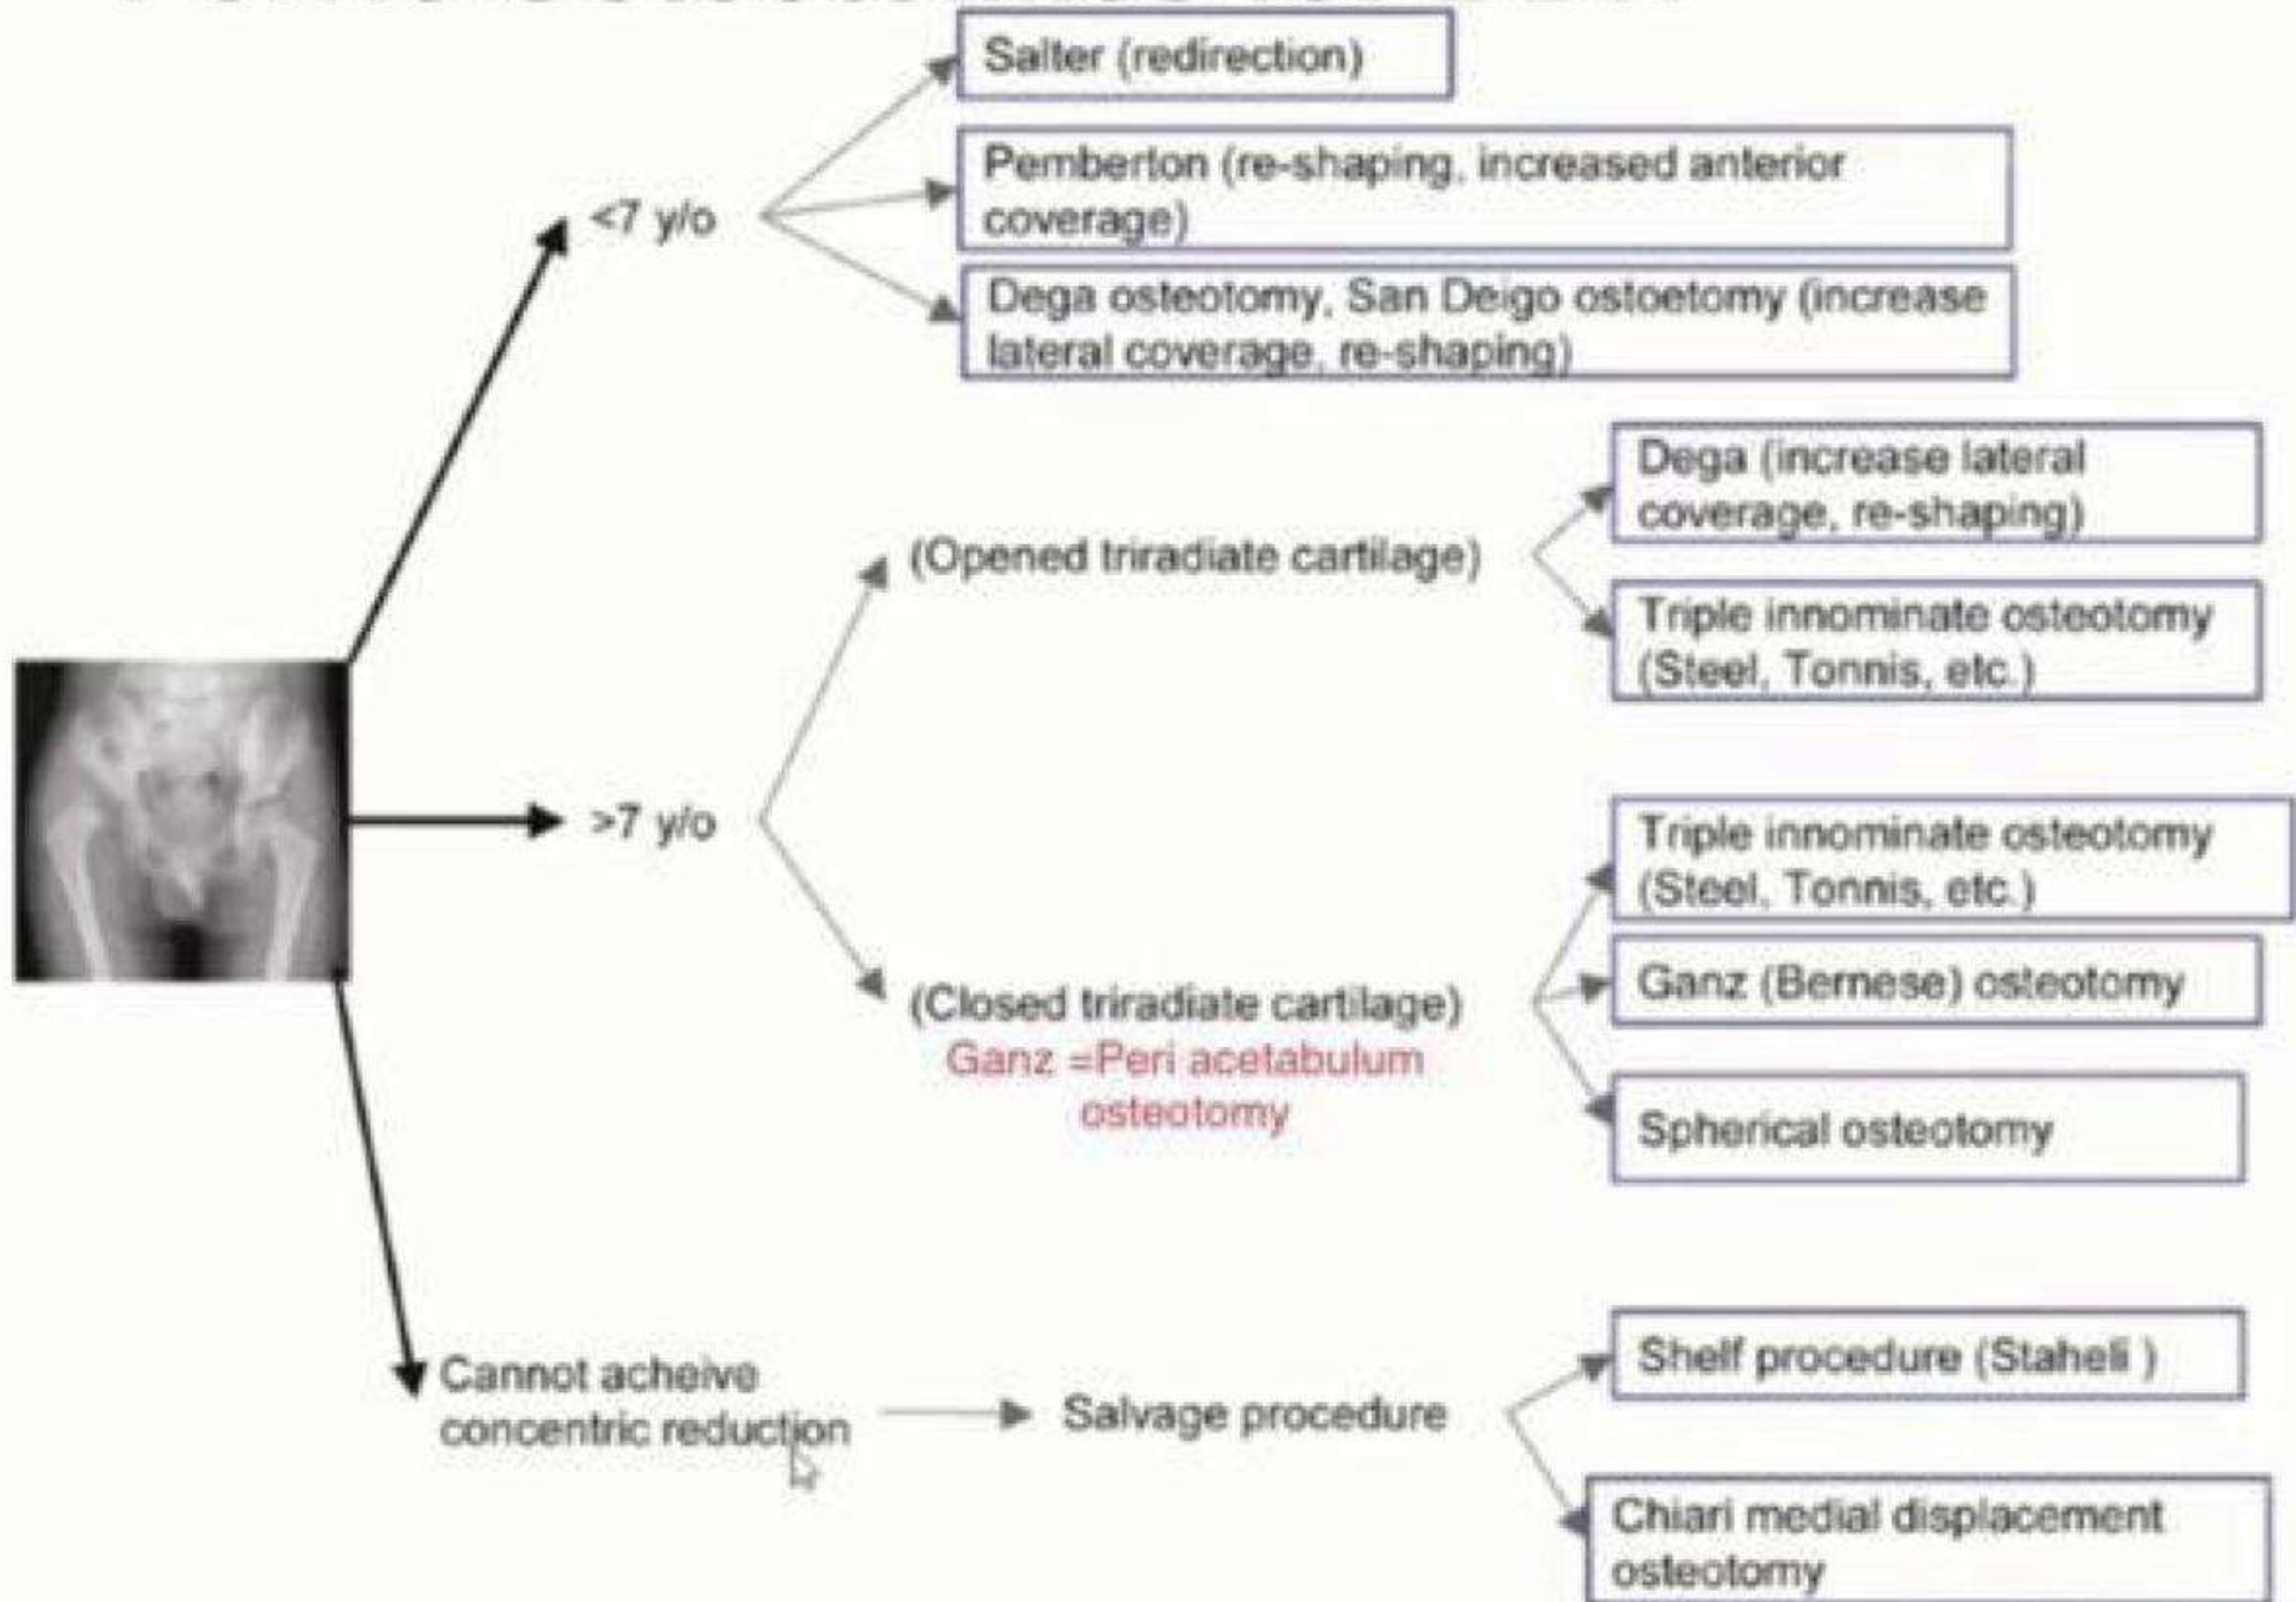 Salter (redirection)
Pemberton (re-shaping, increased anterior
coverage)
<7 y/o
Dega osteotomy, San Deigo ostoetomy (increase
lateral coverage, re-shaping)
Dega (increase lateral
coverage, re-shaping)
(Opened triradiate cartilage)
Triple innominate osteotomy
(Steel, Tonnis, etc.)
>7 y/o
Triple innominate osteotomy
(Steel, Tonnis, etc.)
Ganz (Bernese) osteotomy
(Closed triradiate cartilage)
Ganz =Peri acetabulum
osteotomy
Spherical osteotomy
Shelf procedure (Staheli )
Cannot acheive
concentric reduction
Salvage procedure
Chiari medial displacement
osteotomy